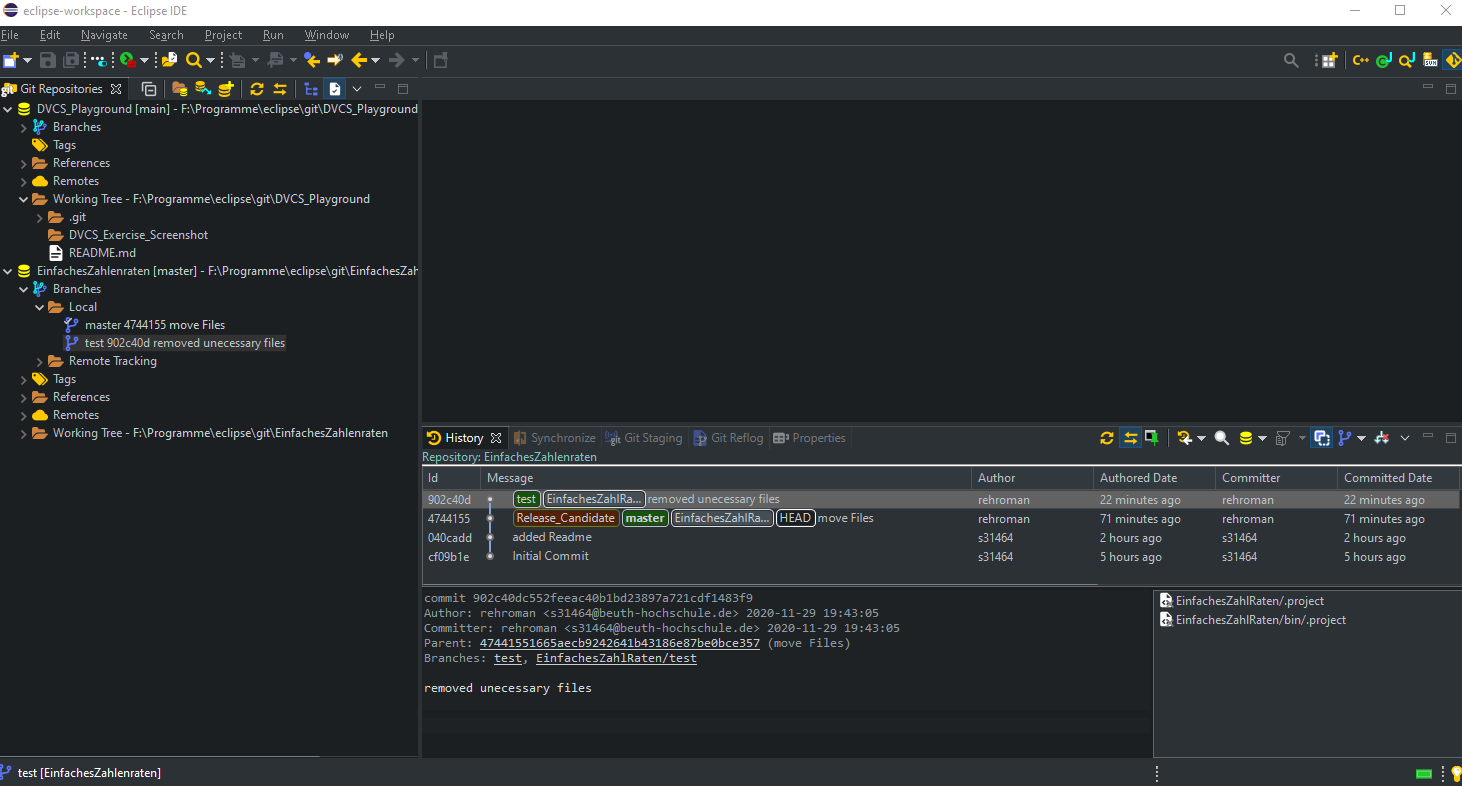 eclipse-workspace - Eclipse IDE
File Edit Navigate Search Project Run Window Help
Git Repositories
DVCS_Playground [main] - F:\Programme\eclipse\git\DVCS_Playground
Branches
Tags
References
Remotes
Working Tree - F:\Programme\eclipse\git\DVCS_Playground
.git
DVCS_Exercise_Screenshot
README.md
EinfachesZahlenraten [master] - F:\Programme\eclipse\git\EinfachesZah
Branches
Local
master 4744155 move Files
test 902c40d removed unecessary files
Remote Tracking
Tags
References
Remotes
Working Tree - F:\Programme\eclipse\git\EinfachesZahlenraten
History Synchronize Git Staging Git Reflog Properties
Repository: EinfachesZahlenraten
Id Message Author Authored Date Committer Committed Date
902c40d test EinfachesZahlRa... removed unecessary files rehroman 22 minutes ago rehroman 22 minutes ago
4744155 Release_Candidate master EinfachesZahlRa... HEAD move Files rehroman 71 minutes ago rehroman 71 minutes ago
040cadd added Readme s31464 2 hours ago s31464 2 hours ago
cf09b1e Initial Commit s31464 5 hours ago s31464 5 hours ago
commit 902c40dc552feeac40b1bd23897a721cdf1483f9
Author: rehroman <s31464@beuth-hochschule.de> 2020-11-29 19:43:05
Committer: rehroman <s31464@beuth-hochschule.de> 2020-11-29 19:43:05
Parent: 47441551665aecb9242641b43186e87be0bce357 (move Files)
Branches: test, EinfachesZahlRaten/test
removed unecessary files
EinfachesZahlRaten/.project
EinfachesZahlRaten/bin/.project
test [EinfachesZahlenraten]